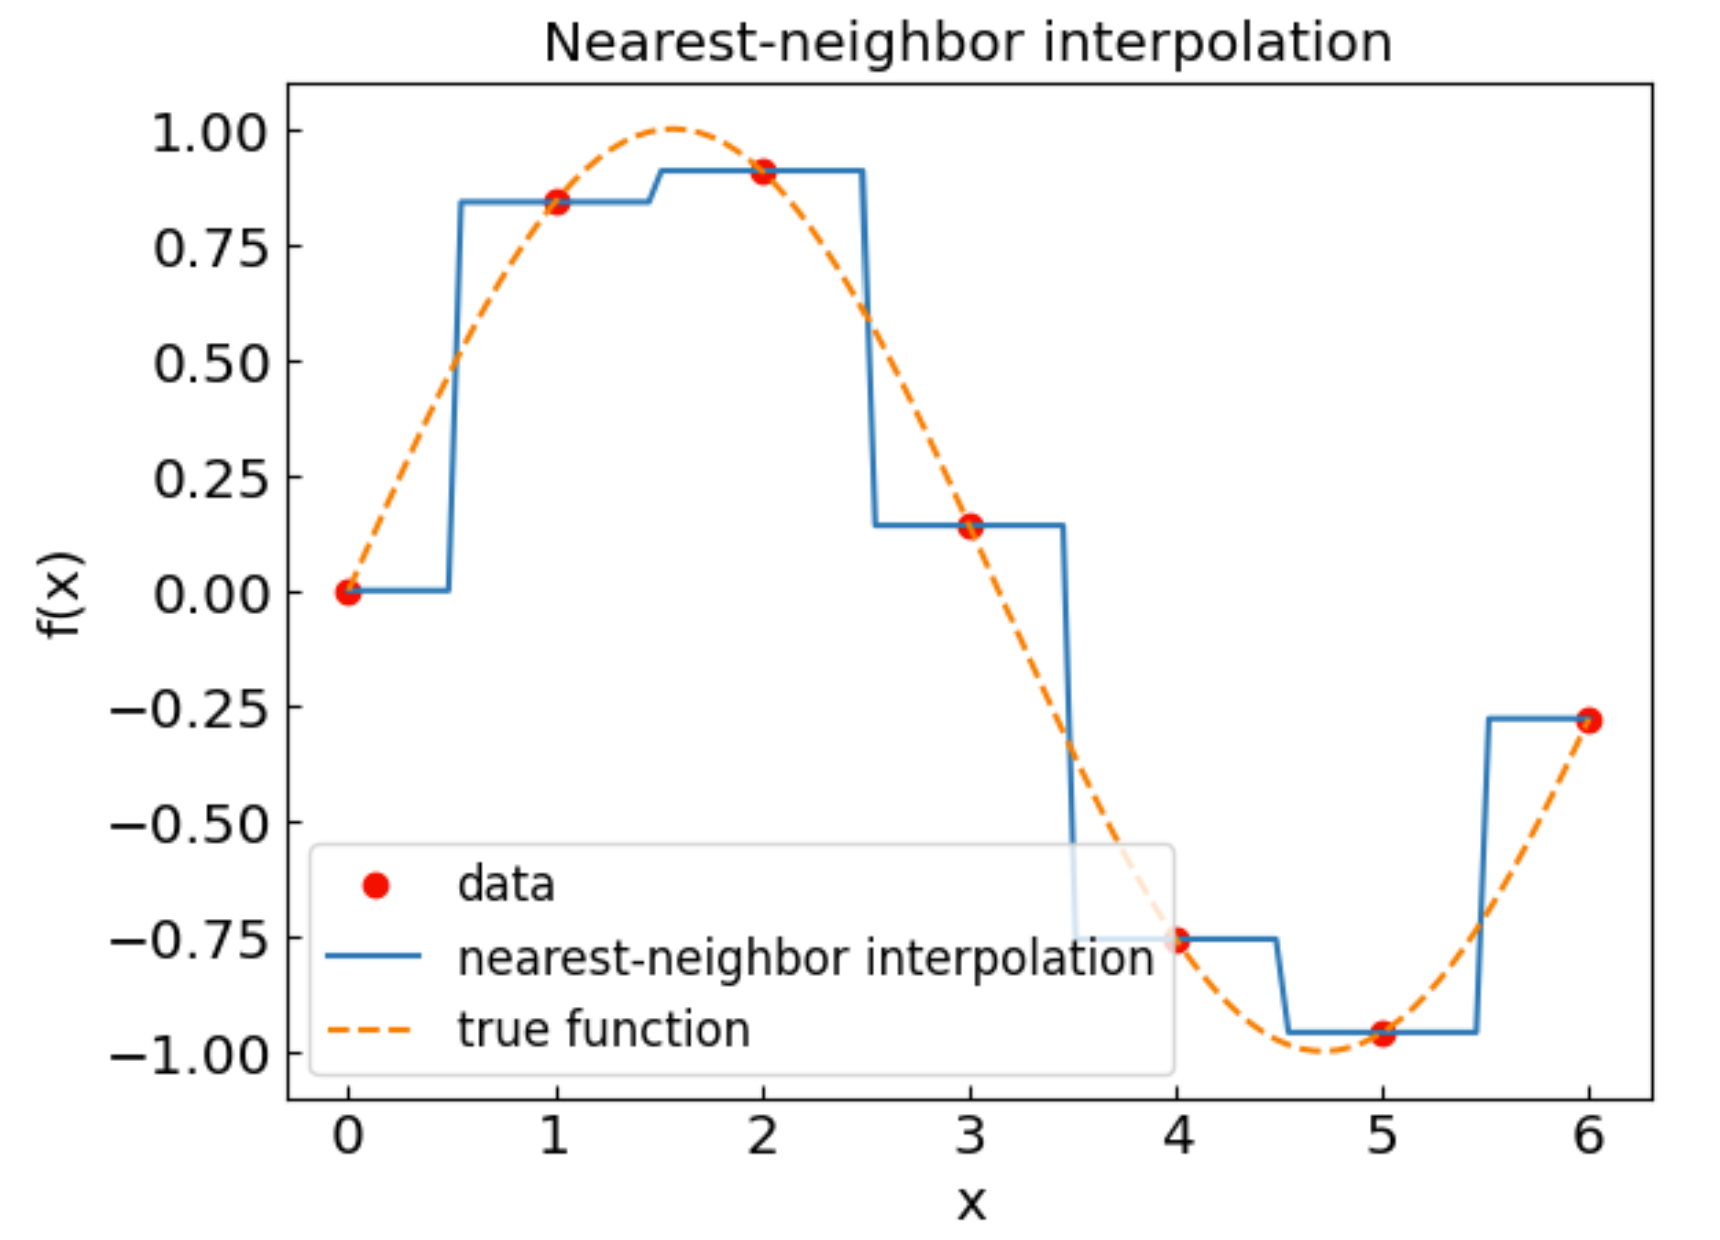 Nearest-neighbor interpolation
1.00
0.75
0.50
0.25
0.00
−0.25
−0.50
−0.75
−1.00
f(x)
data
nearest-neighbor interpolation
true function
0 1 2 3 4 5 6
x